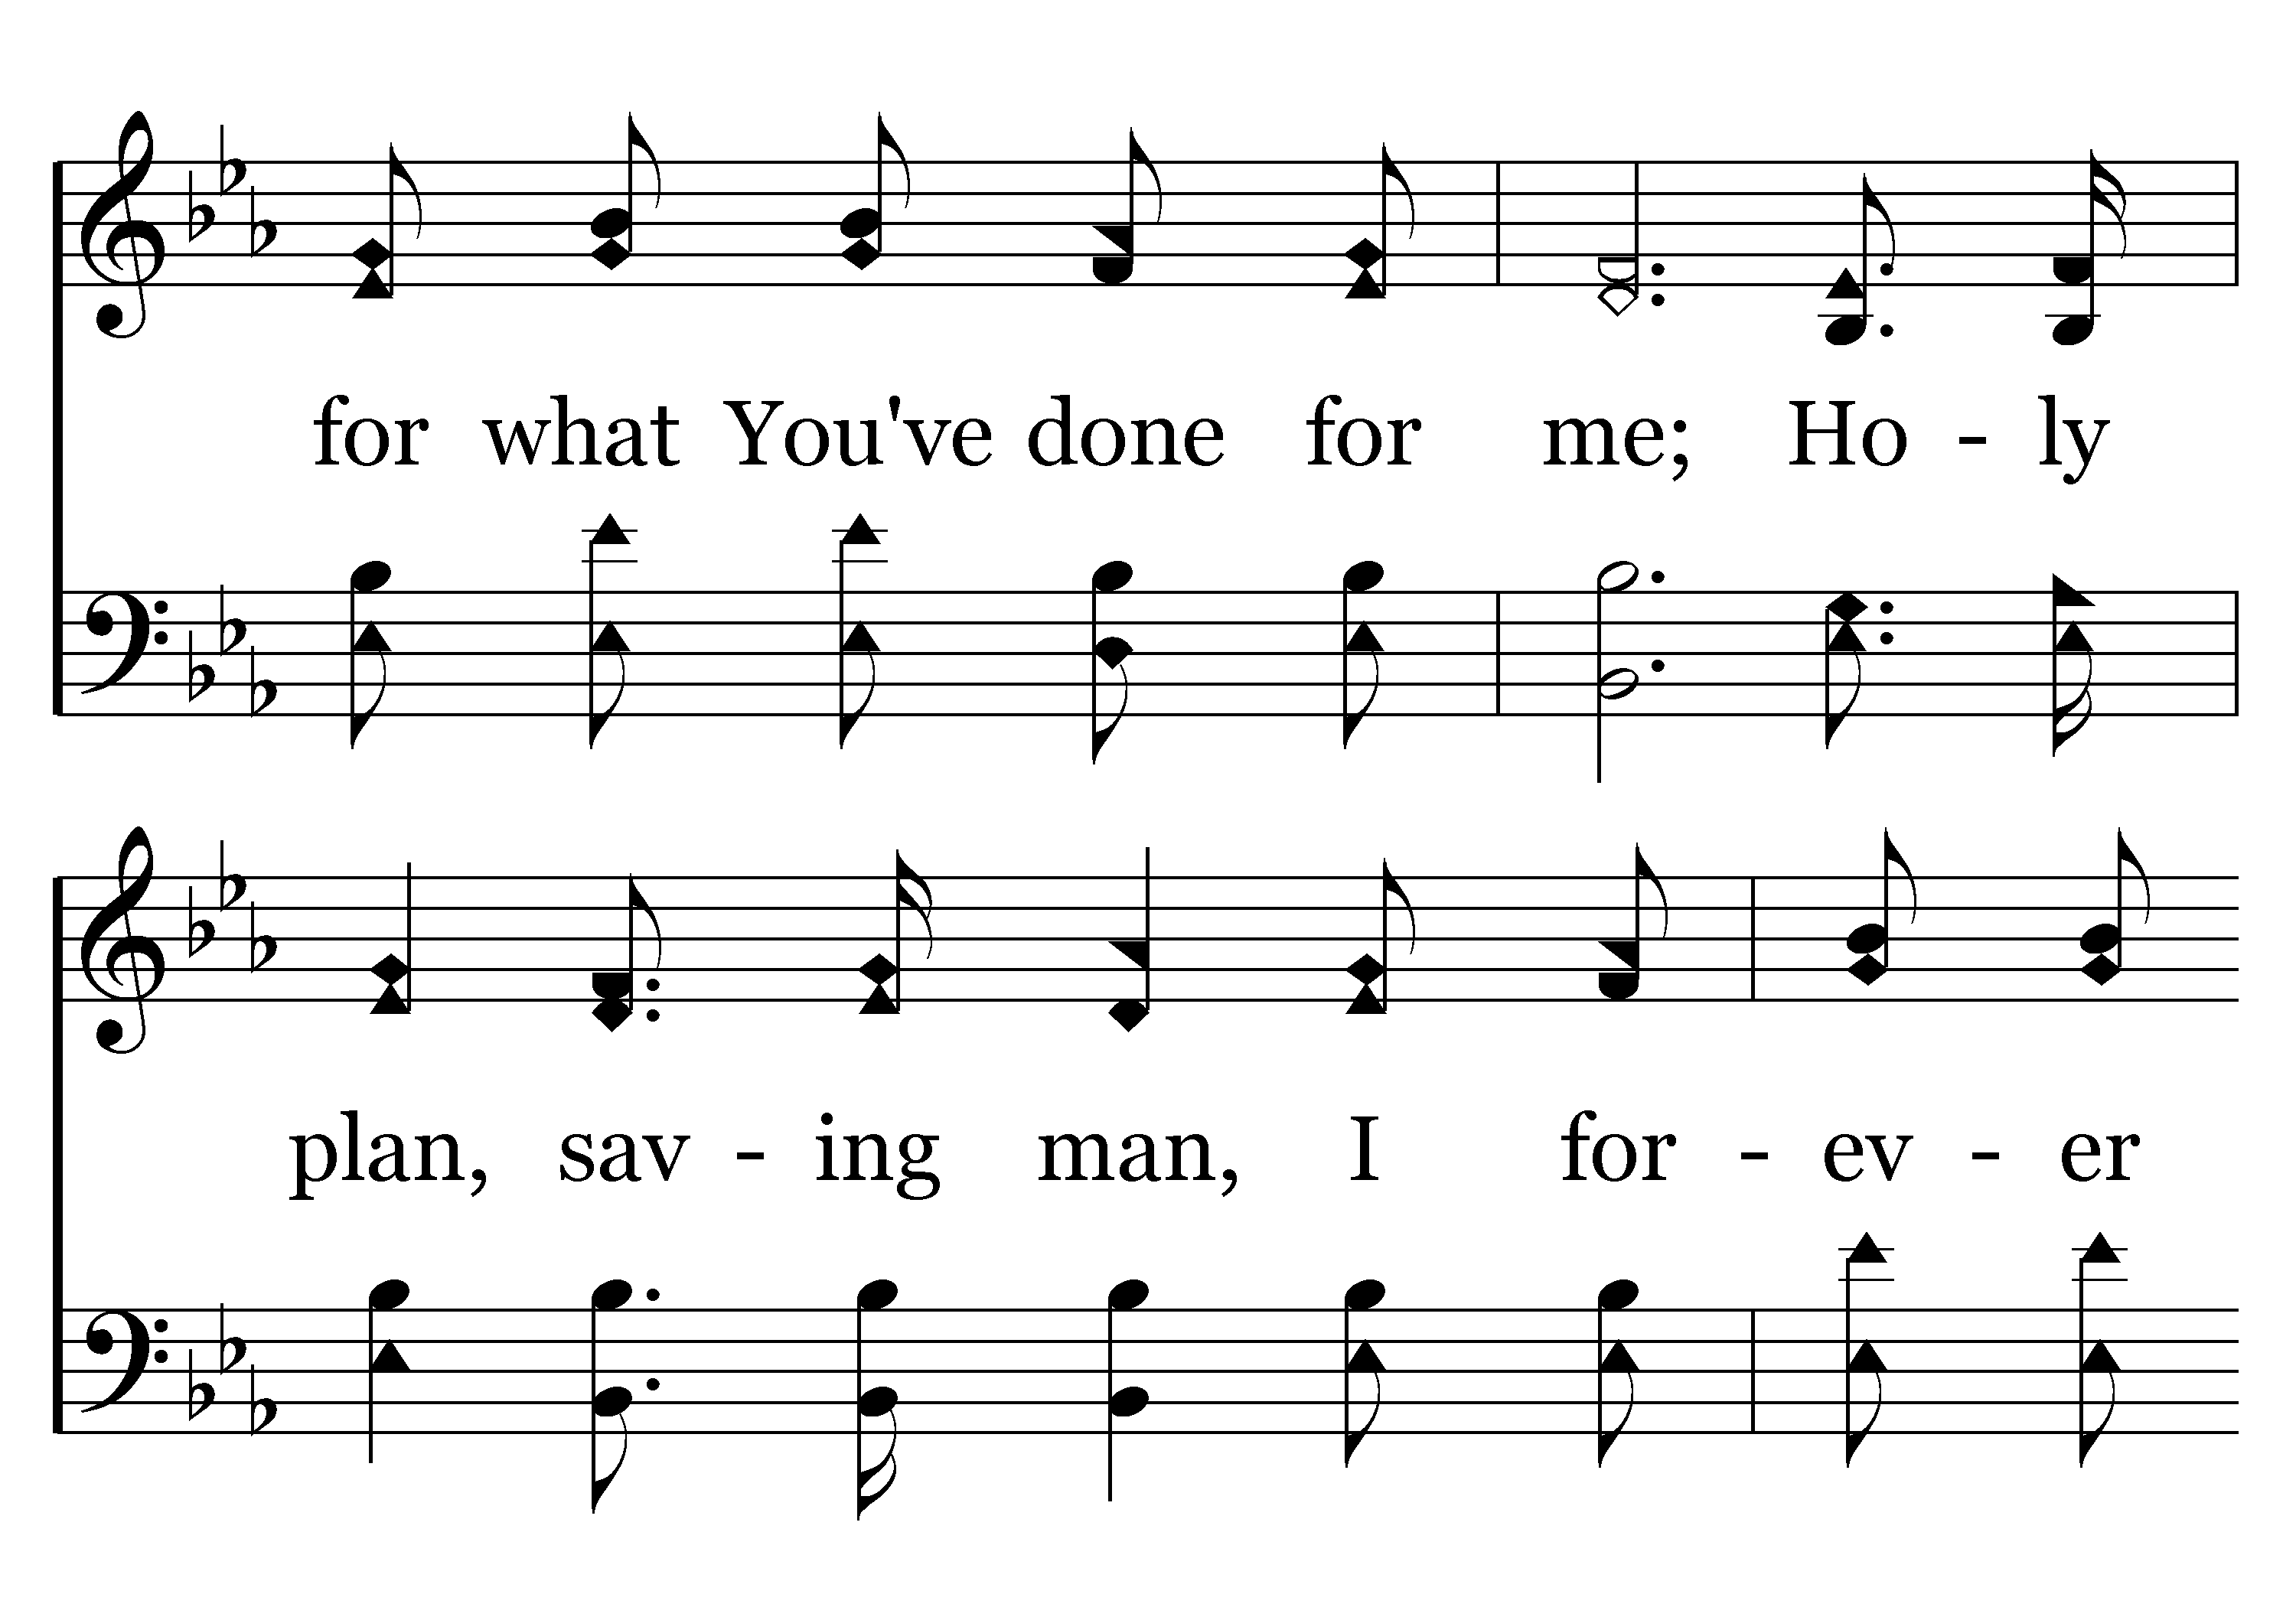 for what You've done for me; Ho - ly
plan, sav - ing man, I for - ev - er